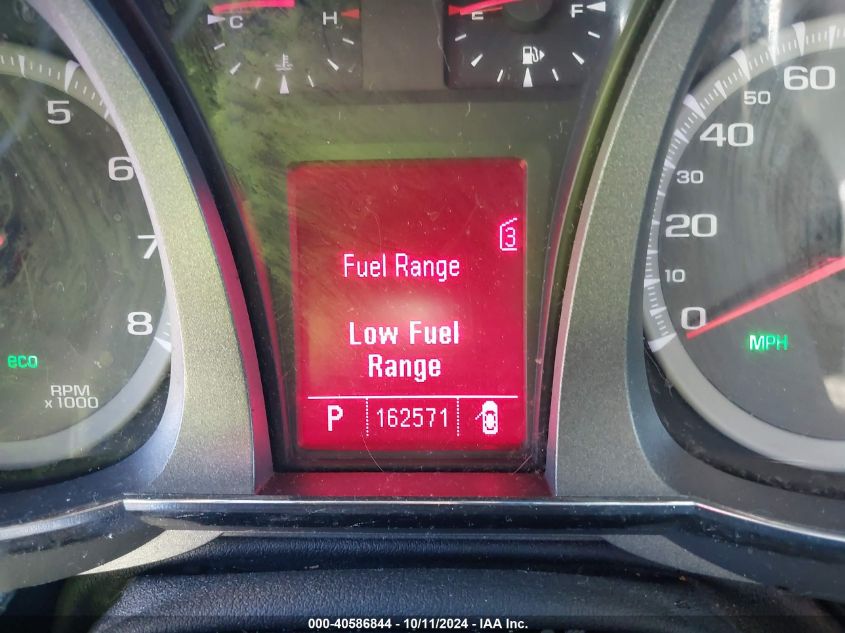 C H E F
5 6 7 8
eco
RPM
x1000
3
Fuel Range
Low Fuel
Range
P 162571
0 10 20 30 40 50 60
MPH
000-40586844 - 10/11/2024 - IAA Inc.